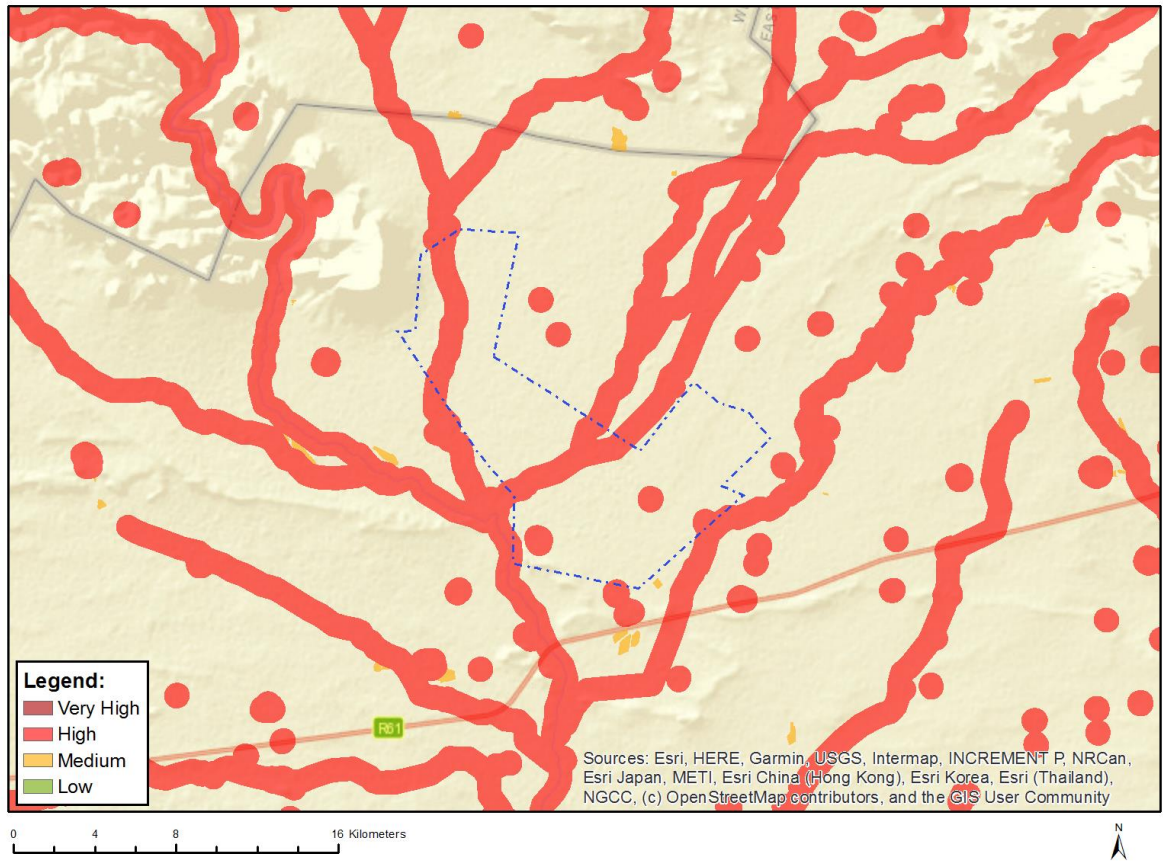 W
EAS
Legend:
Very High
High
Medium
Low
R61
Sources: Esri, HERE, Garmin, USGS, Intermap, INCREMENT P, NRCan,
Esri Japan, METI, Esri China (Hong Kong), Esri Korea, Esri (Thailand),
NGCC, (c) OpenStreetMap contributors, and the GIS User Community
0 4 8 16 Kilometers
N